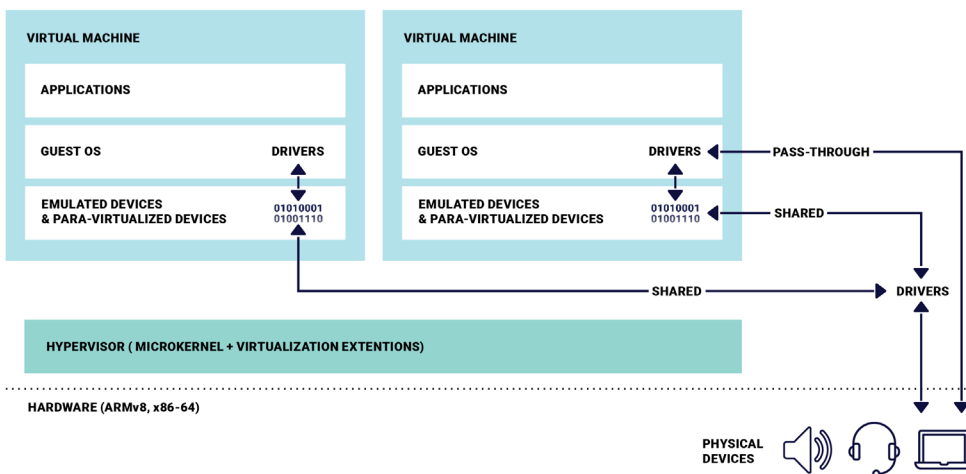 VIRTUAL MACHINE
APPLICATIONS
GUEST OS
DRIVERS
EMULATED DEVICES
& PARA-VIRTUALIZED DEVICES
01010001
01001110
VIRTUAL MACHINE
APPLICATIONS
GUEST OS
DRIVERS
EMULATED DEVICES
& PARA-VIRTUALIZED DEVICES
01010001
01001110
PASS-THROUGH
SHARED
SHARED
DRIVERS
HYPERVISOR ( MICROKERNEL + VIRTUALIZATION EXTENTIONS)
HARDWARE (ARMv8, x86-64)
PHYSICAL
DEVICES